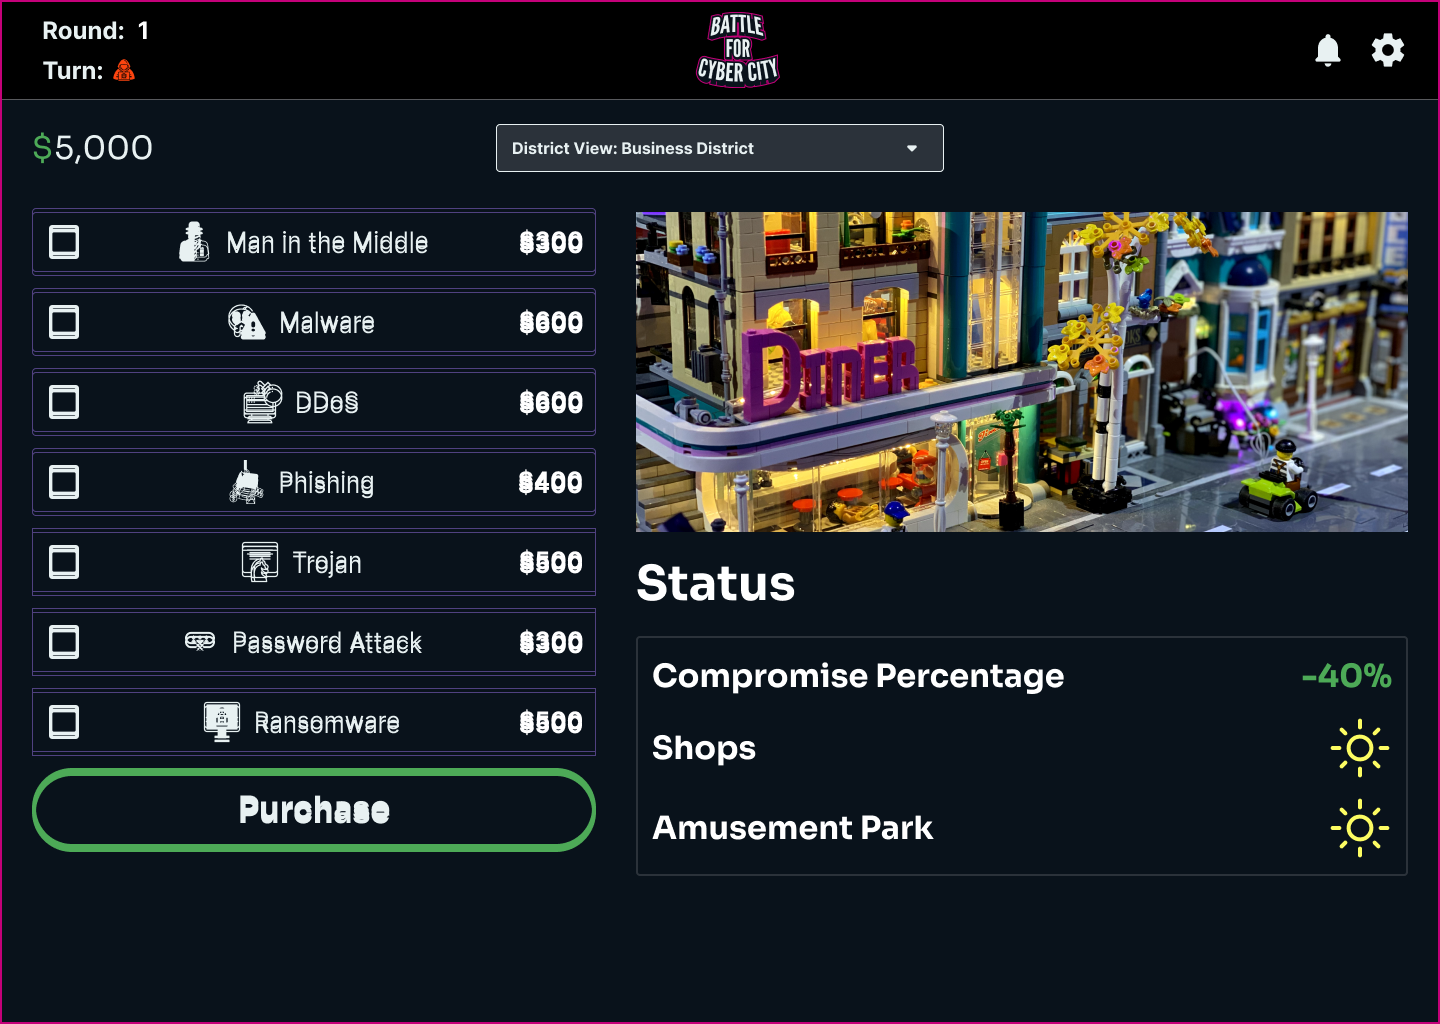 Round: 1
Turn:
BATTLE
FOR
CYBER CITY
$5,000
District View: Business District
Man in the Middle $300
Malware $600
DDoS $600
Phishing $400
Trojan $500
Password Attack $300
Ransomware $500
Purchase
DINER
Status
Compromise Percentage -40%
Shops
Amusement Park